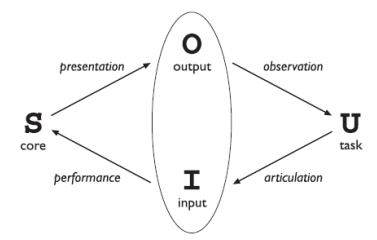 O
output
presentation
observation
S
core
U
task
performance
articulation
I
input